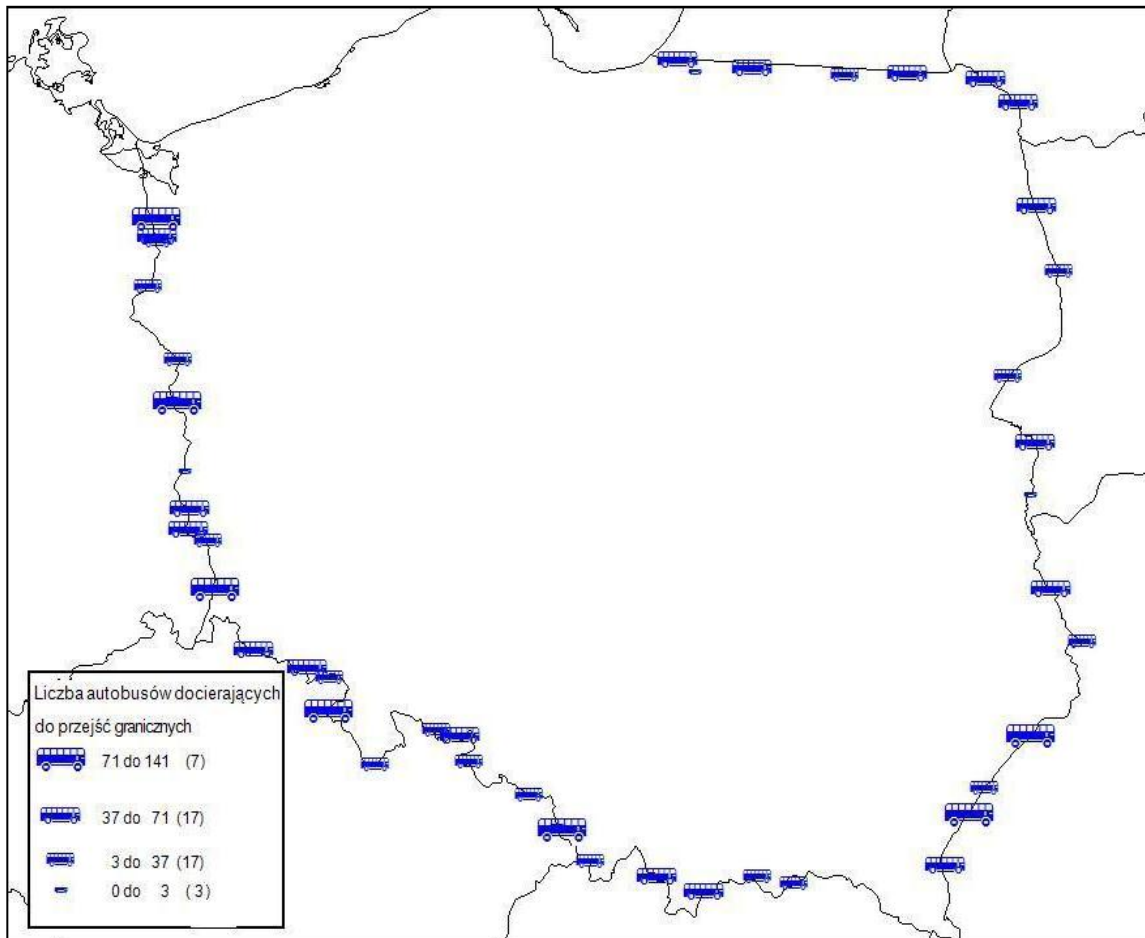 Liczba autobusów docierających
do przejść granicznych
71 do 141 (7)
37 do 71 (17)
3 do 37 (17)
0 do 3 (3)